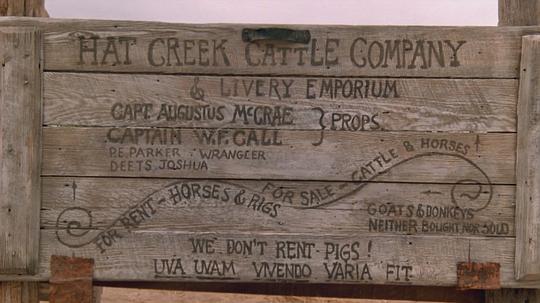 HAT CREEK CATTLE COMPANY
& LIVERY EMPORIUM
CAPT. AUGUSTUS McCRAE } PROPS.
CAPTAIN W.F. CALL
P.E. PARKER · WRANGLER
DEETS, JOSHUA
FOR RENT - HORSES & RIGS
FOR SALE - CATTLE & HORSES
GOATS & DONKEYS
NEITHER BOUGHT NOR SOLD
WE DON'T RENT PIGS!
UVA UVAM VIVENDO VARIA FIT